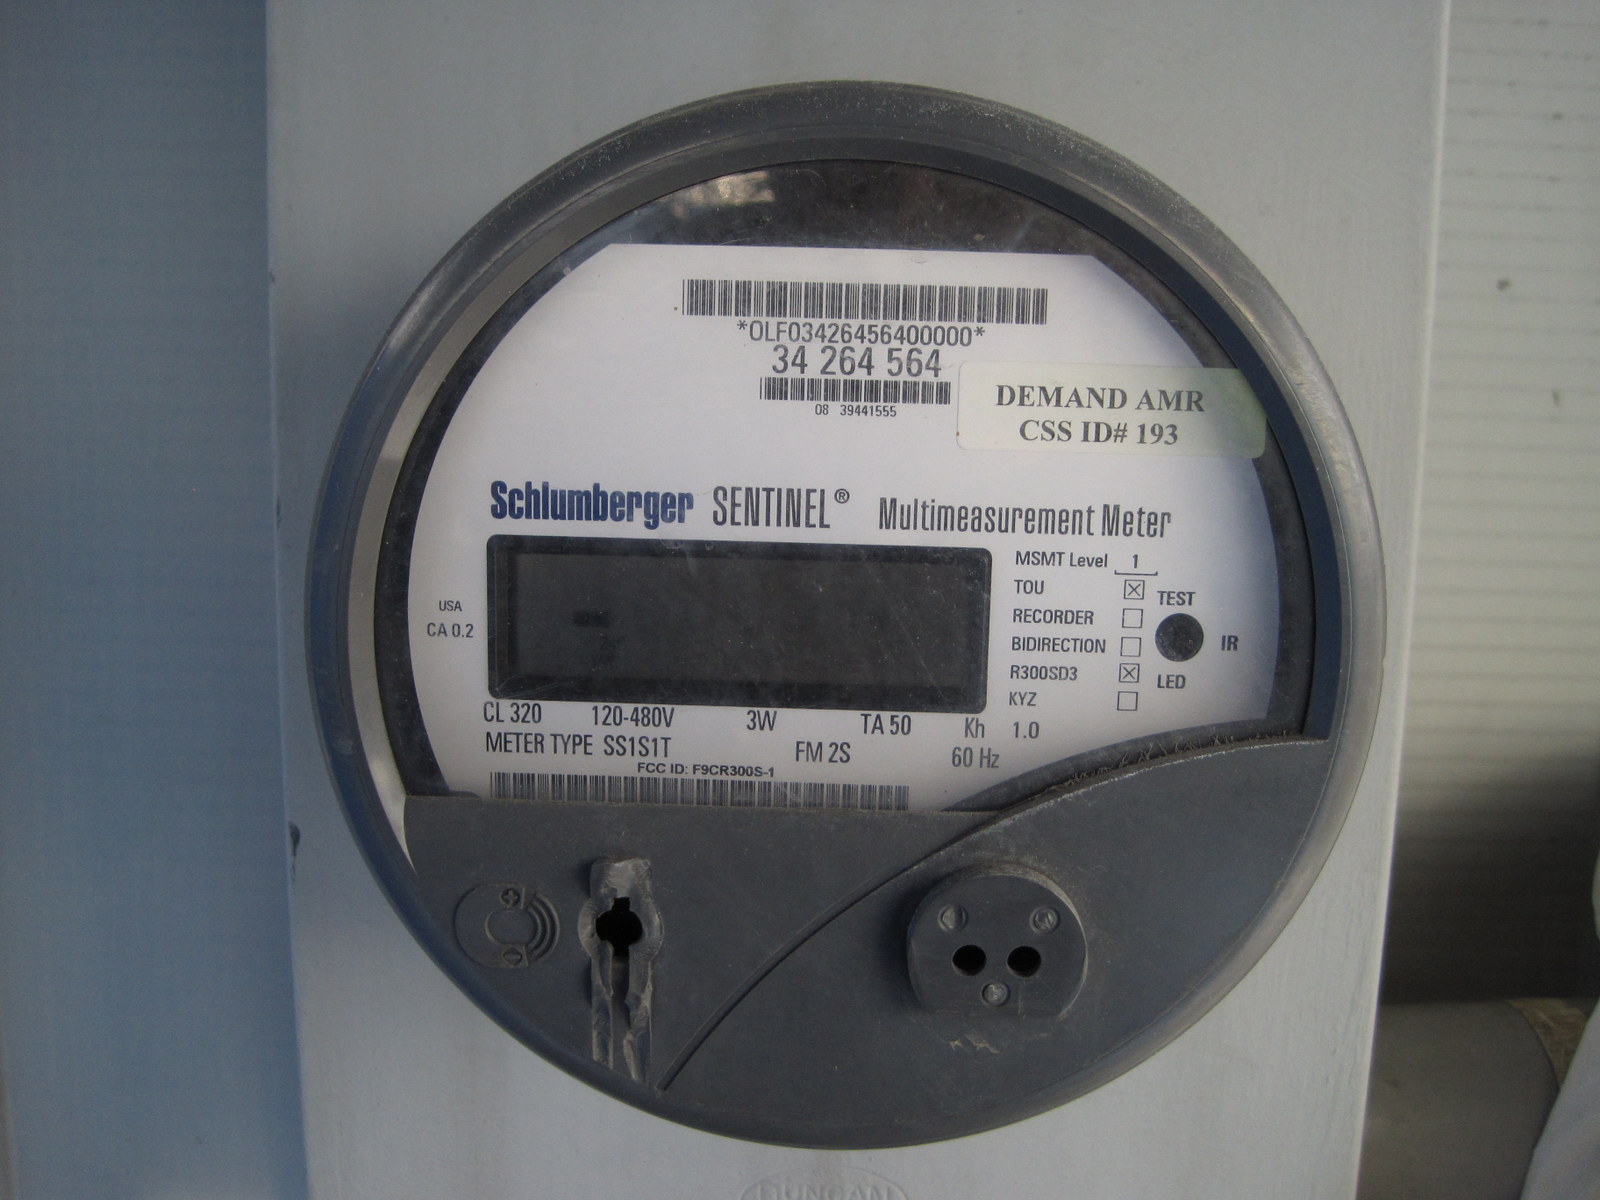 *OLF03426456400000*
34 264 564
08 39441555
DEMAND AMR
CSS ID# 193
Schlumberger SENTINEL® Multimeasurement Meter
MSMT Level 1
TOU
RECORDER
BIDIRECTION
R300SD3
KYZ
TEST
IR
LED
USA
CA 0.2
CL 320 120-480V 3W TA 50 Kh 1.0
METER TYPE SS1S1T FM 2S 60 Hz
FCC ID: F9CR300S-1
DUNCAN